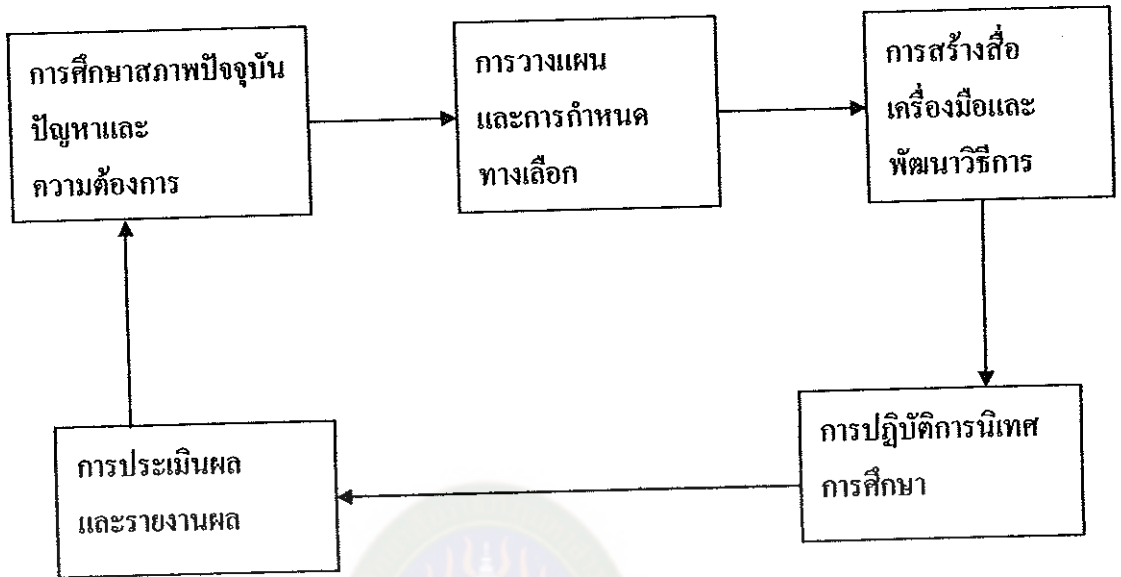 การศึกษาสภาพปัจจุบัน
ปัญหาและ
ความต้องการ
การวางแผน
และการกำหนด
ทางเลือก
การสร้างสื่อ
เครื่องมือและ
พัฒนาวิธีการ
การปฏิบัติการนิเทศ
การศึกษา
การประเมินผล
และรายงานผล